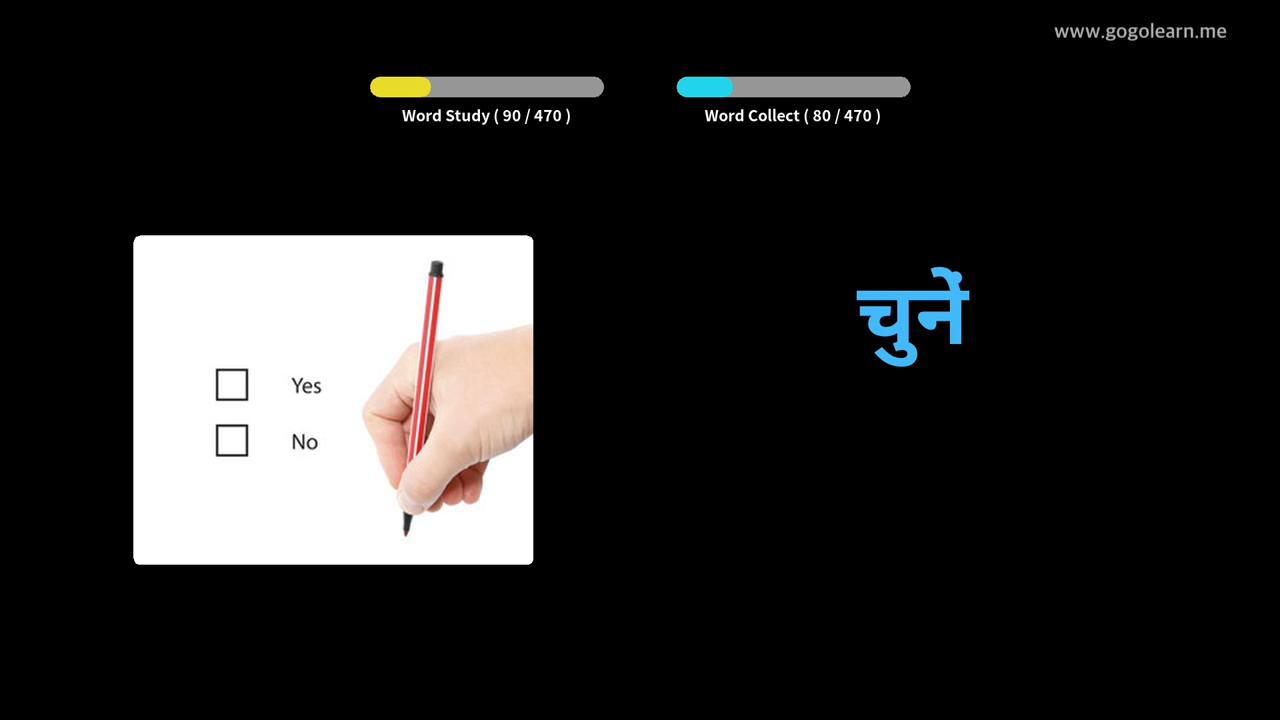 www.gogolearn.me
Word Study ( 90 / 470 )
Word Collect ( 80 / 470 )
चुनें
Yes
No